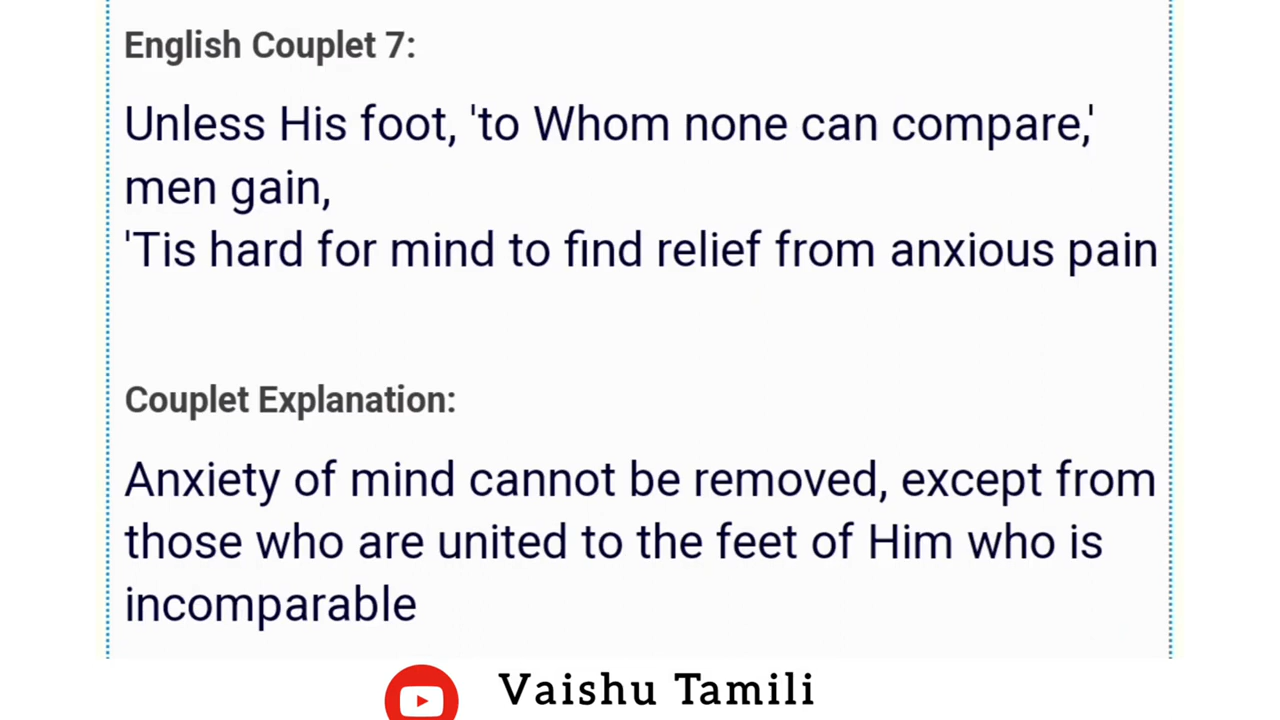 English Couplet 7:
Unless His foot, 'to Whom none can compare,'
men gain,
'Tis hard for mind to find relief from anxious pain
Couplet Explanation:
Anxiety of mind cannot be removed, except from
those who are united to the feet of Him who is
incomparable
Vaishu Tamili